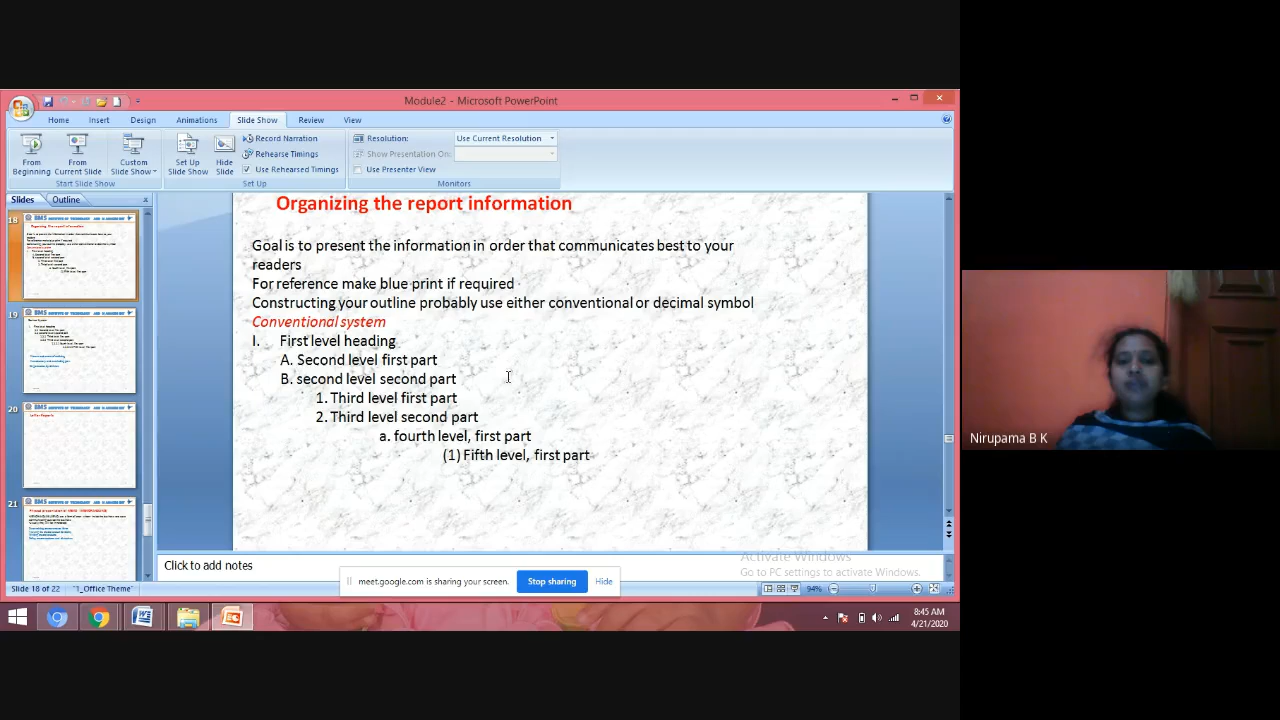 Module2 - Microsoft PowerPoint
Home Insert Design Animations Slide Show Review View
From Beginning
From Current Slide
Custom Slide Show
Start Slide Show
Set Up Slide Show
Hide Slide
Record Narration
Rehearse Timings
Use Rehearsed Timings
Set Up
Resolution: Use Current Resolution
Show Presentation On:
Use Presenter View
Monitors
Slides Outline
18
19
20
21
Organizing the report information
Goal is to present the information in order that communicates best to your
readers
For reference make blue print if required
Constructing your outline probably use either conventional or decimal symbol
Conventional system
I. First level heading
A. Second level first part
B. second level second part
1. Third level first part
2. Third level second part
a. fourth level, first part
(1) Fifth level, first part
Click to add notes
Activate Windows
Go to PC settings to activate Windows.
meet.google.com is sharing your screen. Stop sharing Hide
Slide 18 of 22 "1_Office Theme" 94%
8:45 AM
4/21/2020
Nirupama B K